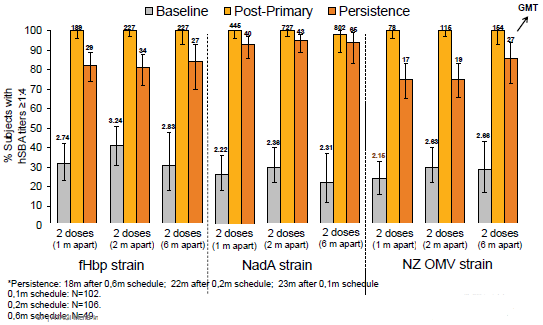 Baseline Post-Primary Persistence
GMT
% Subjects with
hSBA titers ≥1:4
100
90
80
70
60
50
40
30
20
10
0
2.74 189 29 3.24 227 34 2.83 227 27 2.22 445 40 2.36 727 43 2.31 802 65 2.15 78 17 2.63 115 19 2.66 154 27
2 doses 2 doses 2 doses 2 doses 2 doses 2 doses 2 doses 2 doses 2 doses
(1 m apart) (2 m apart) (6 m apart) (1 m apart) (2 m apart) (6 m apart) (1 m apart) (2 m apart) (6 m apart)
fHbp strain NadA strain NZ OMV strain
*Persistence: 18m after 0,6m schedule; 22m after 0,2m schedule; 23m after 0,1m schedule
0,1m schedule: N=102.
0,2m schedule: N=106.
0,6m schedule: N=49.